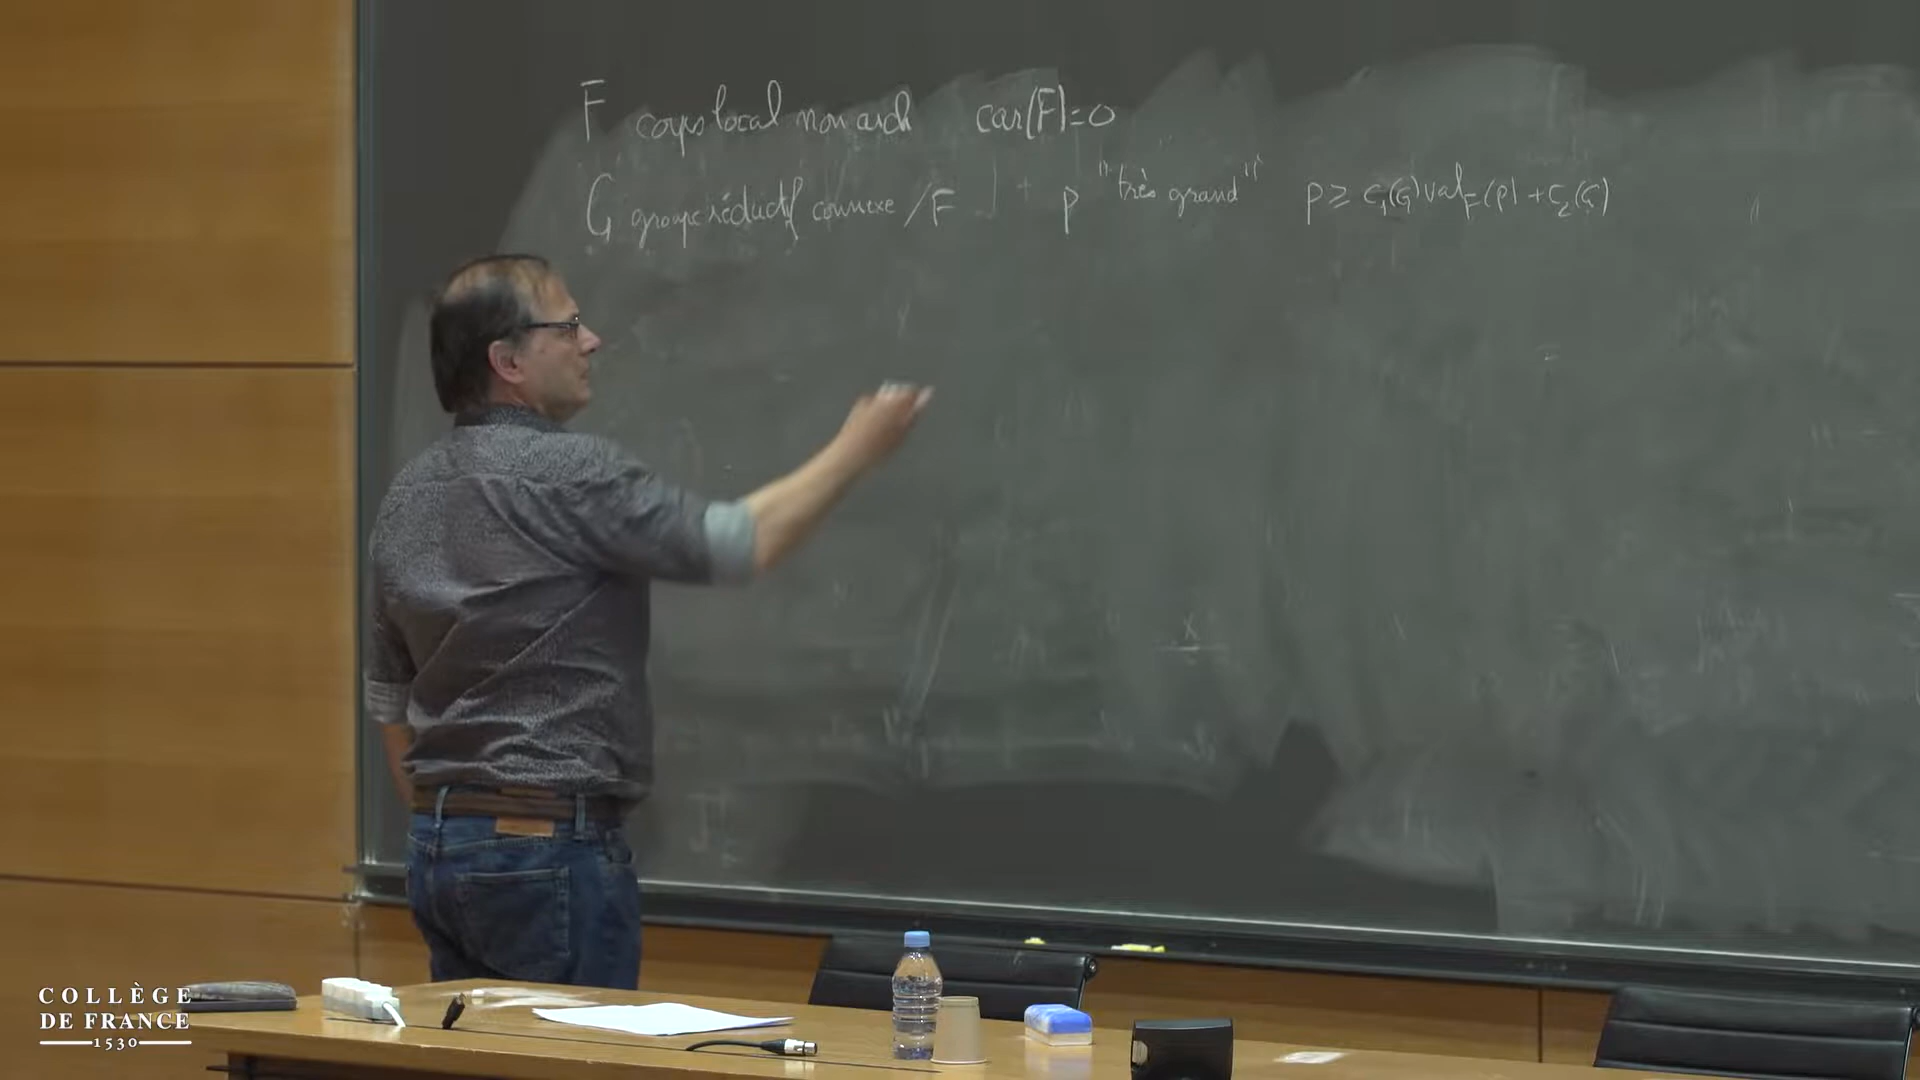 F corps local non arch car(F)=0
G groupe réductif connexe /F + p "très grand" p ≥ c₁(G)val_F(p)+c₂(G)
COLLÈGE
DE FRANCE
1530